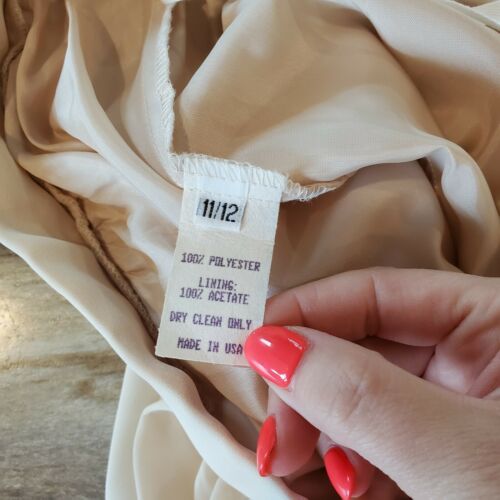 11/12
100% POLYESTER
LINING:
100% ACETATE
DRY CLEAN ONLY
MADE IN USA